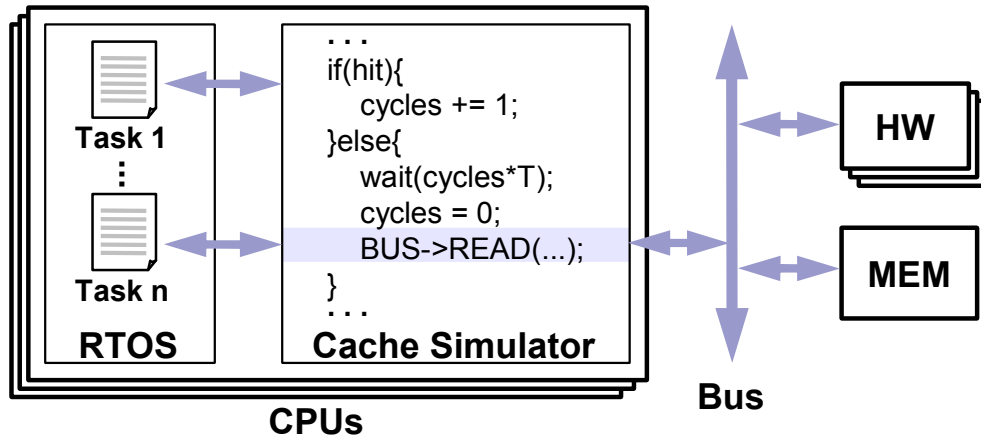 Task 1
Task n
RTOS
. . .
if(hit){
cycles += 1;
}else{
wait(cycles*T);
cycles = 0;
BUS->READ(...);
}
. . .
Cache Simulator
CPUs
Bus
HW
MEM